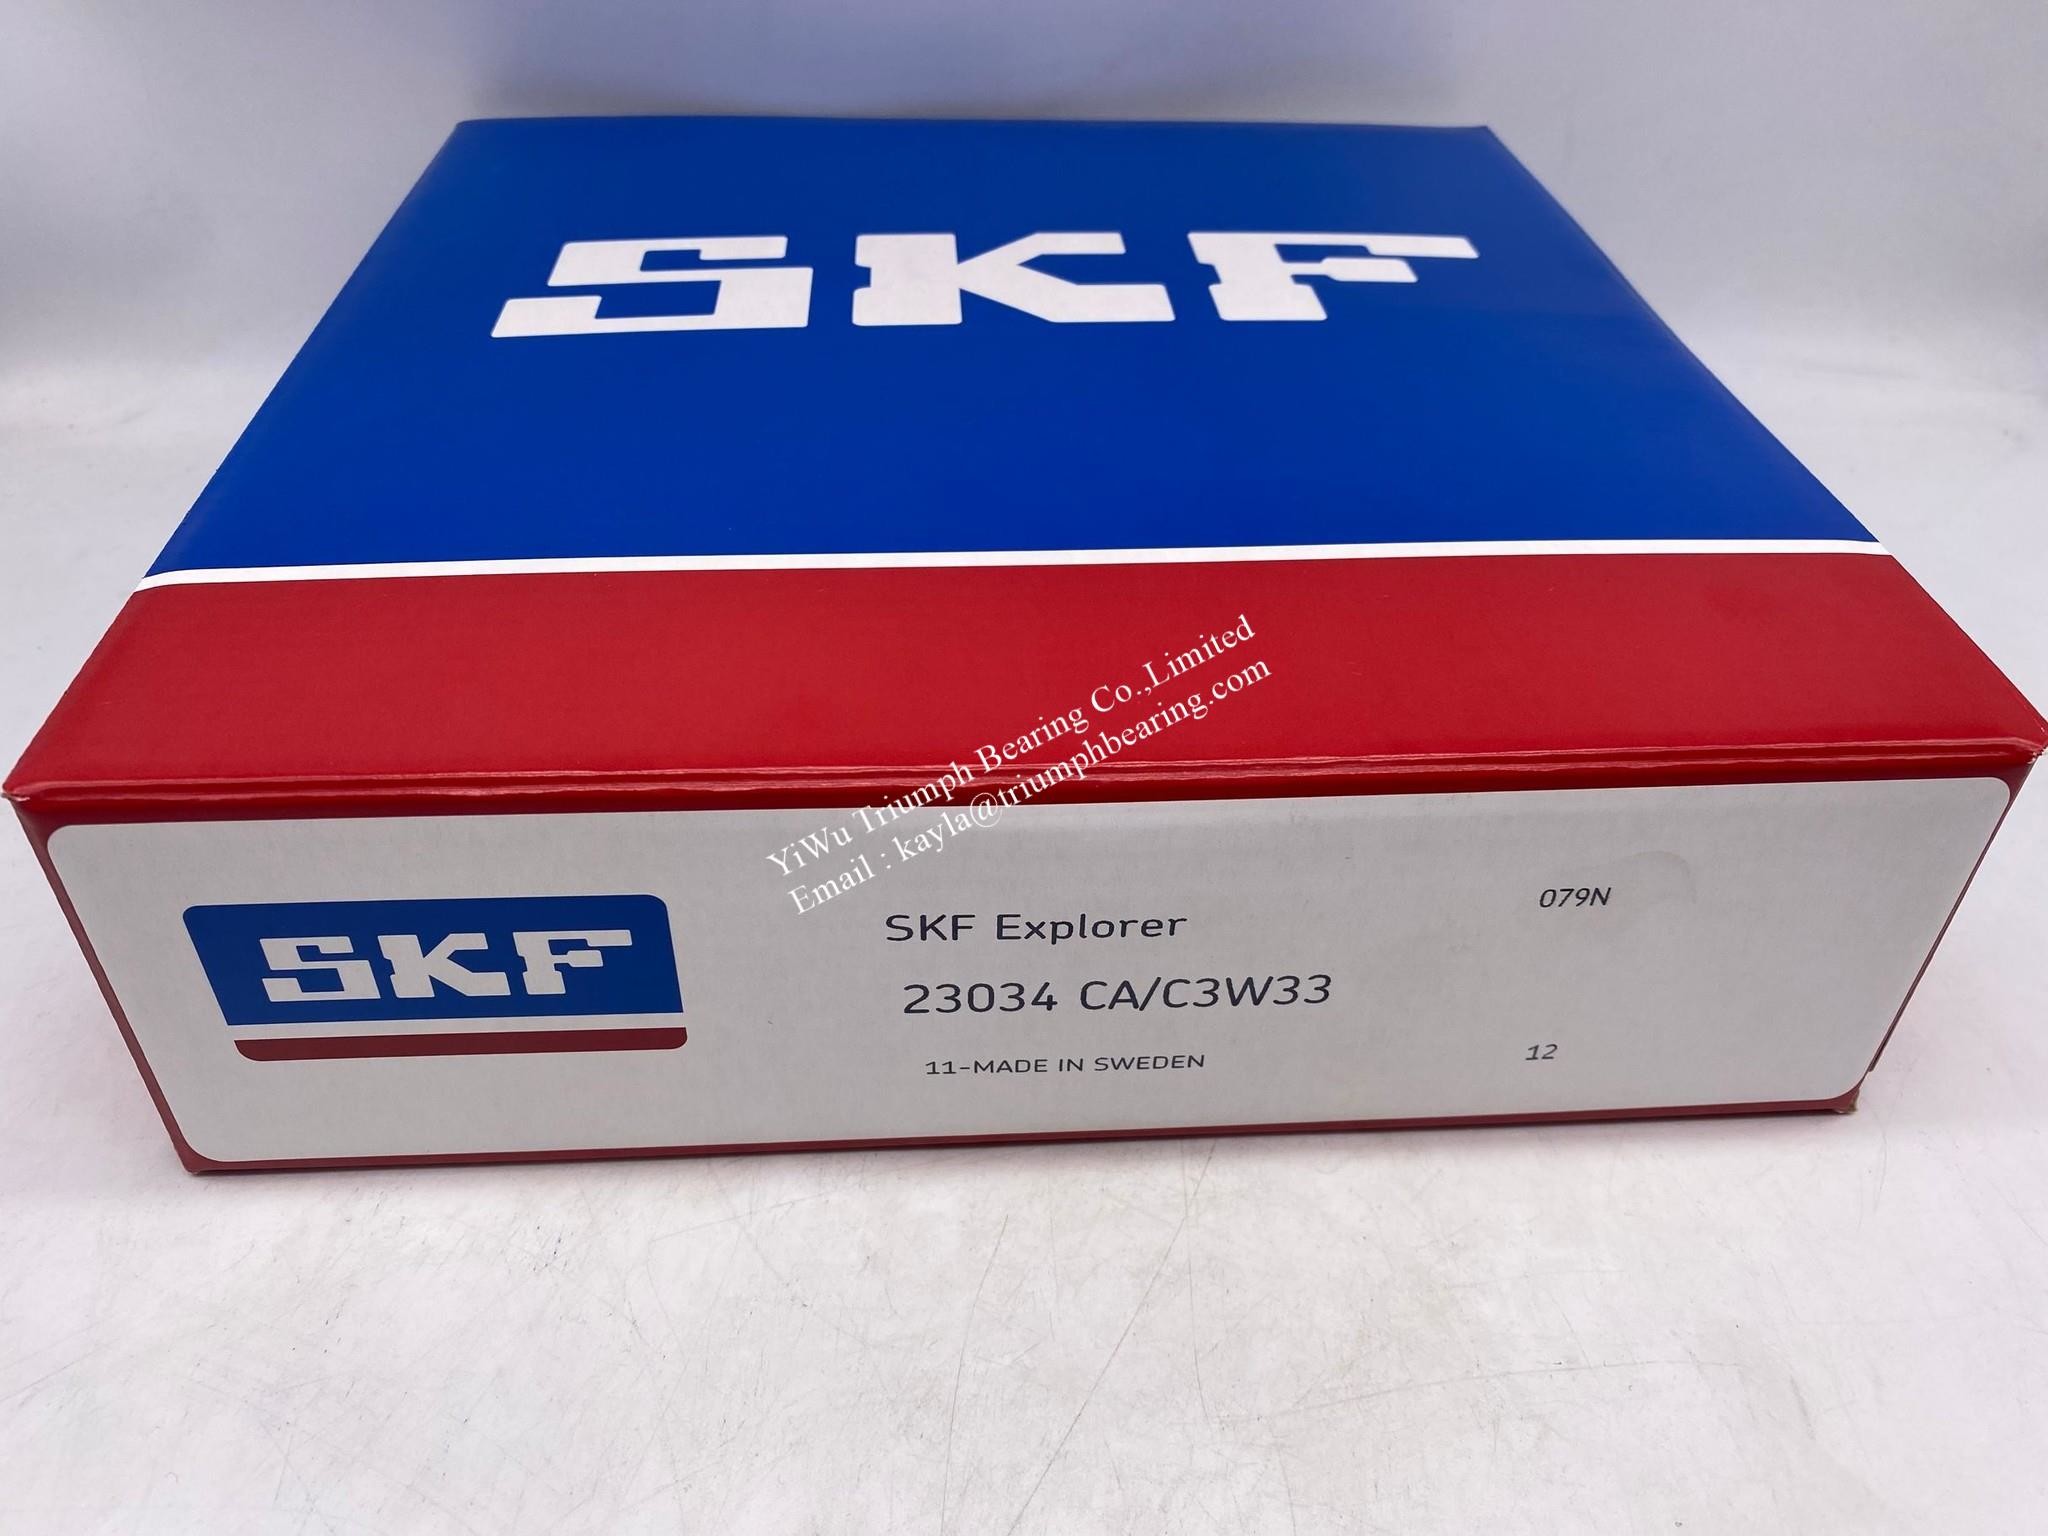 SKF
YiWu Triumph Bearing Co.,Limited
Email : kayla@triumphbearing.com
SKF
SKF Explorer
079N
23034 CA/C3W33
11-MADE IN SWEDEN
12